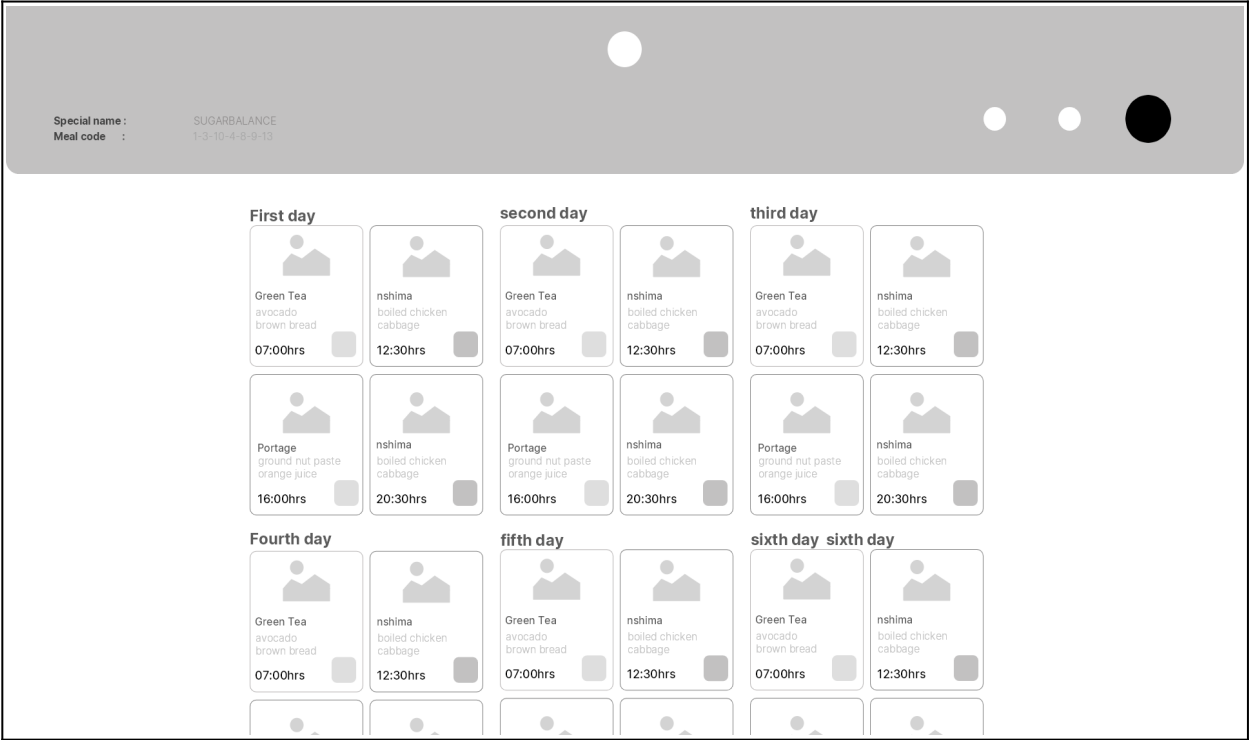 Special name : SUGARBALANCE
Meal code : 1-3-10-4-8-9-13
First day
second day
third day
Green Tea
avocado
brown bread
07:00hrs
nshima
boiled chicken
cabbage
12:30hrs
Green Tea
avocado
brown bread
07:00hrs
nshima
boiled chicken
cabbage
12:30hrs
Green Tea
avocado
brown bread
07:00hrs
nshima
boiled chicken
cabbage
12:30hrs
Portage
ground nut paste
orange juice
16:00hrs
nshima
boiled chicken
cabbage
20:30hrs
Portage
ground nut paste
orange juice
16:00hrs
nshima
boiled chicken
cabbage
20:30hrs
Portage
ground nut paste
orange juice
16:00hrs
nshima
boiled chicken
cabbage
20:30hrs
Fourth day
fifth day
sixth day sixth day
Green Tea
avocado
brown bread
07:00hrs
nshima
boiled chicken
cabbage
12:30hrs
Green Tea
avocado
brown bread
07:00hrs
nshima
boiled chicken
cabbage
12:30hrs
Green Tea
avocado
brown bread
07:00hrs
nshima
boiled chicken
cabbage
12:30hrs